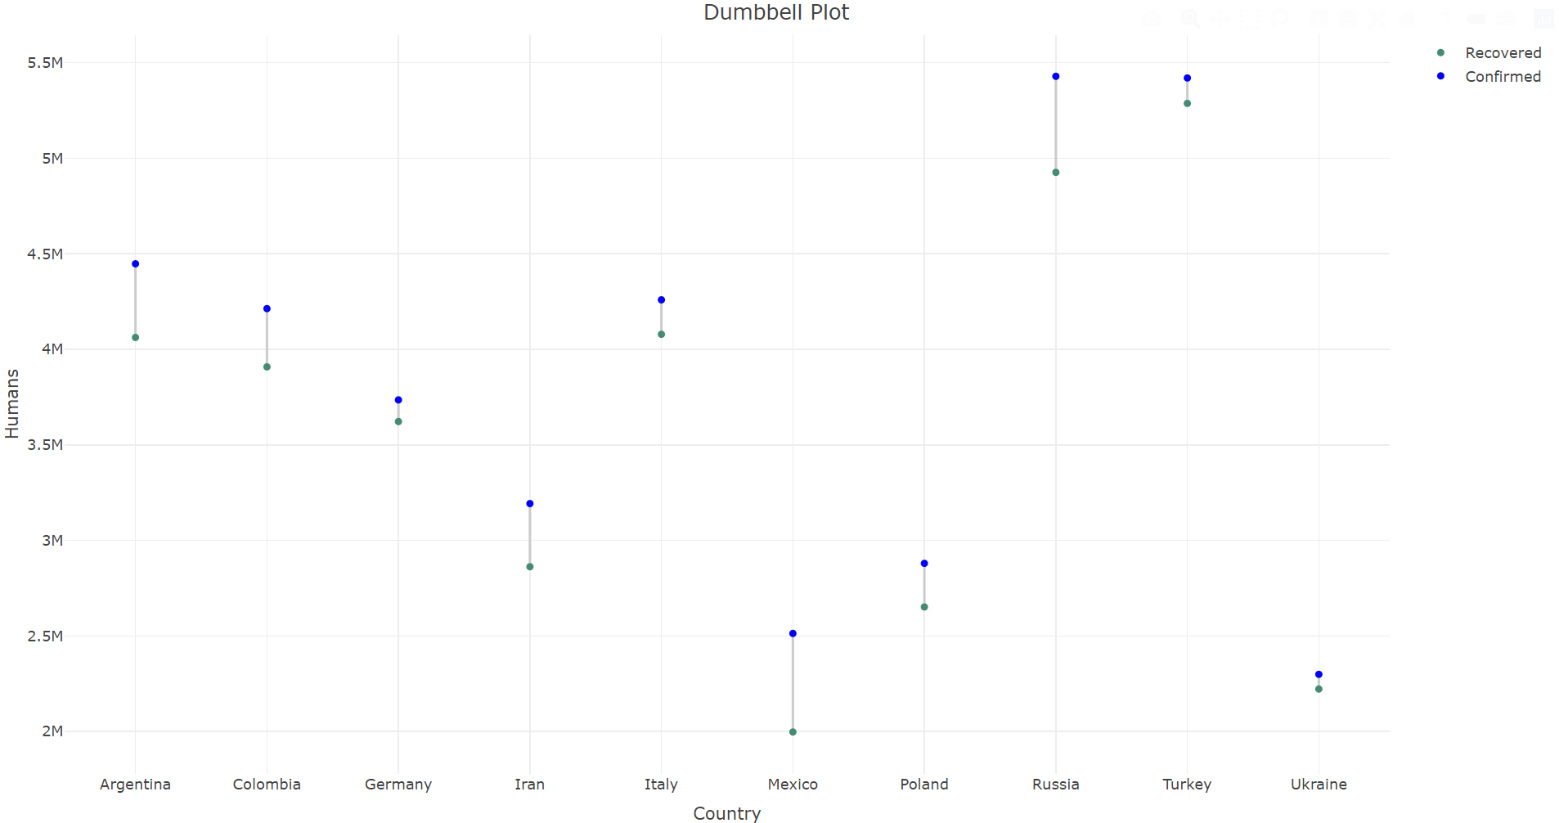 Dumbbell Plot
Recovered
Confirmed
5.5M
5M
4.5M
4M
3.5M
3M
2.5M
2M
Humans
Argentina Colombia Germany Iran Italy Mexico Poland Russia Turkey Ukraine
Country